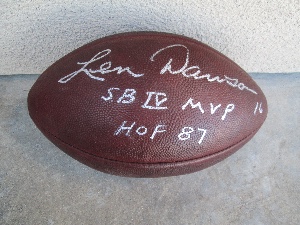 Len Dawson
SB IV MVP 16
HOF 87